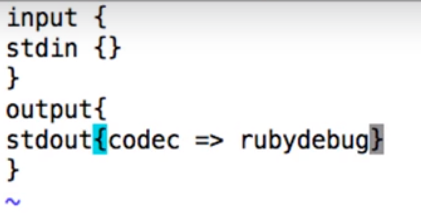 input {
stdin {}
}
output{
stdout{codec => rubydebug}
}
~